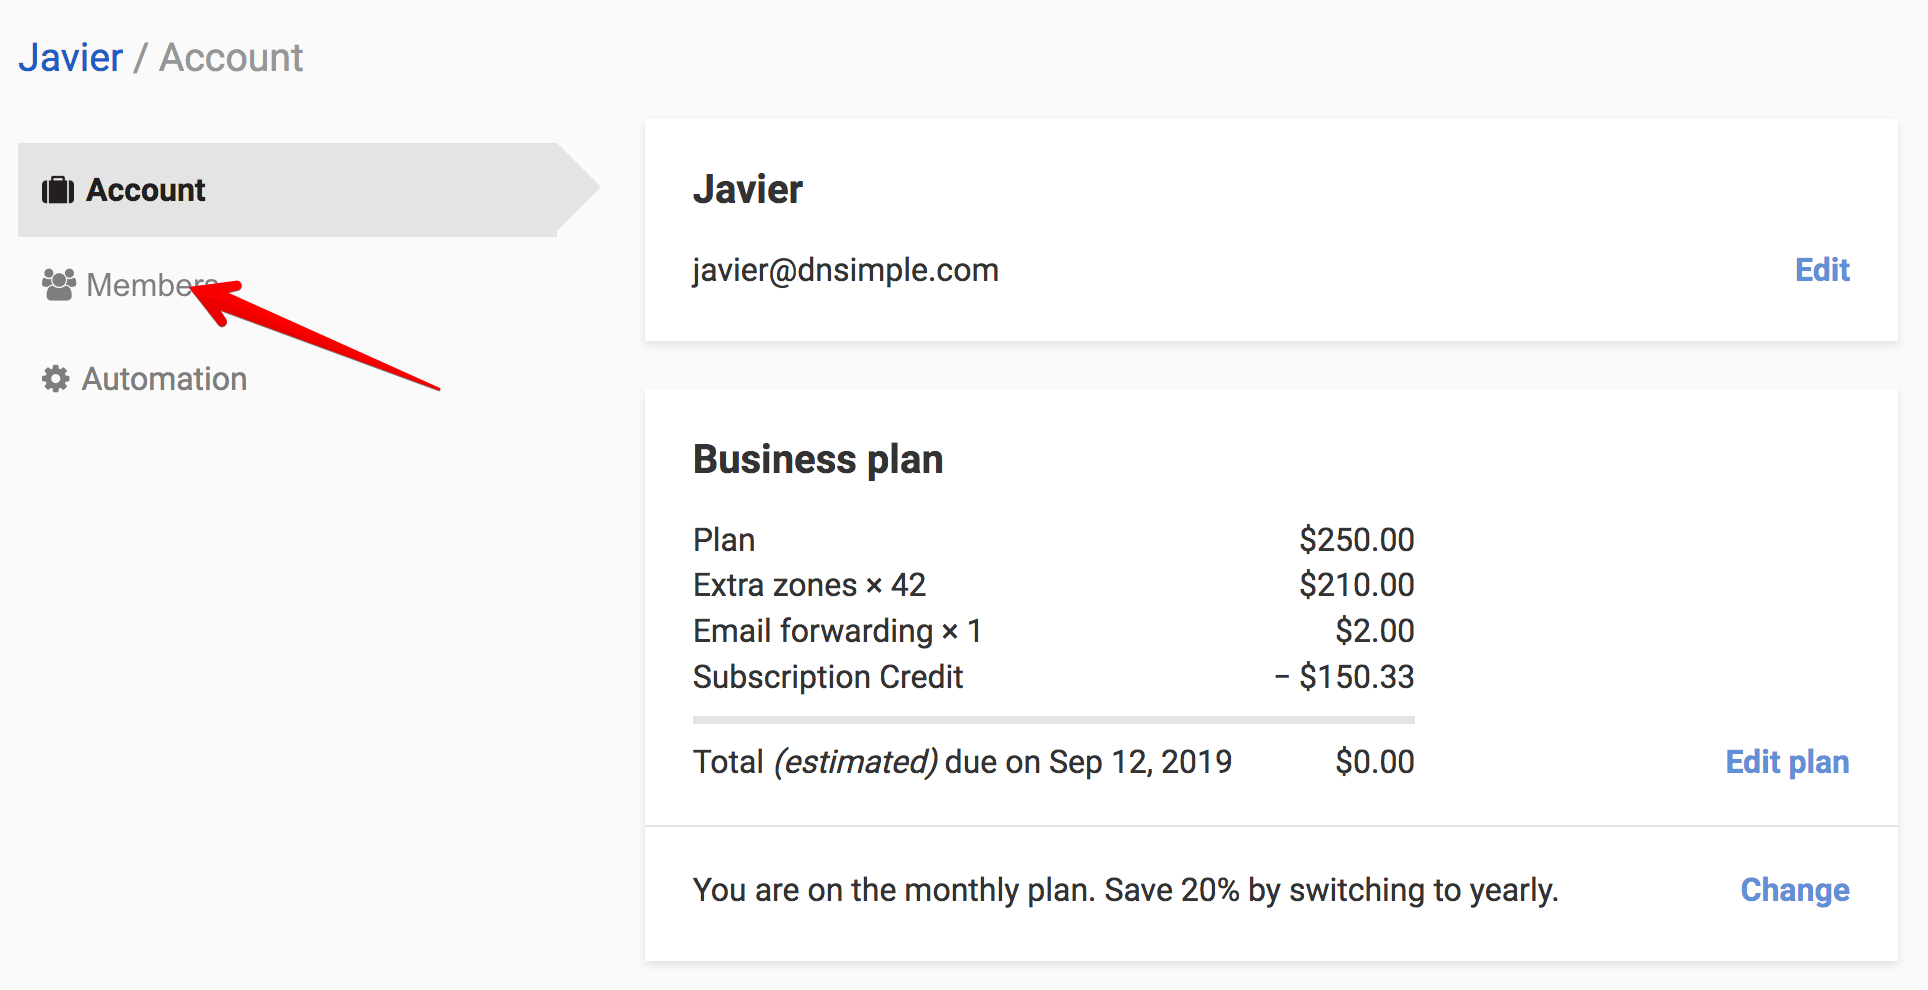 Javier / Account
Account
Members
Automation
Javier
javier@dnsimple.com
Edit
Business plan
Plan $250.00
Extra zones × 42 $210.00
Email forwarding × 1 $2.00
Subscription Credit − $150.33
Total (estimated) due on Sep 12, 2019 $0.00
Edit plan
You are on the monthly plan. Save 20% by switching to yearly.
Change